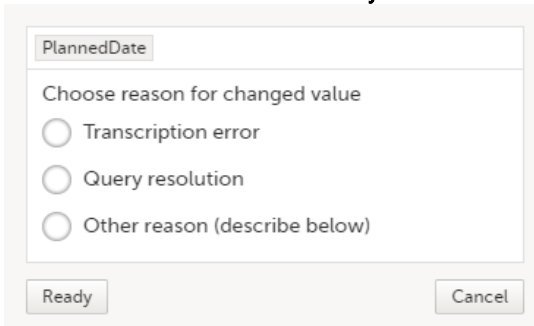 PlannedDate
Choose reason for changed value
Transcription error
Query resolution
Other reason (describe below)
Ready Cancel